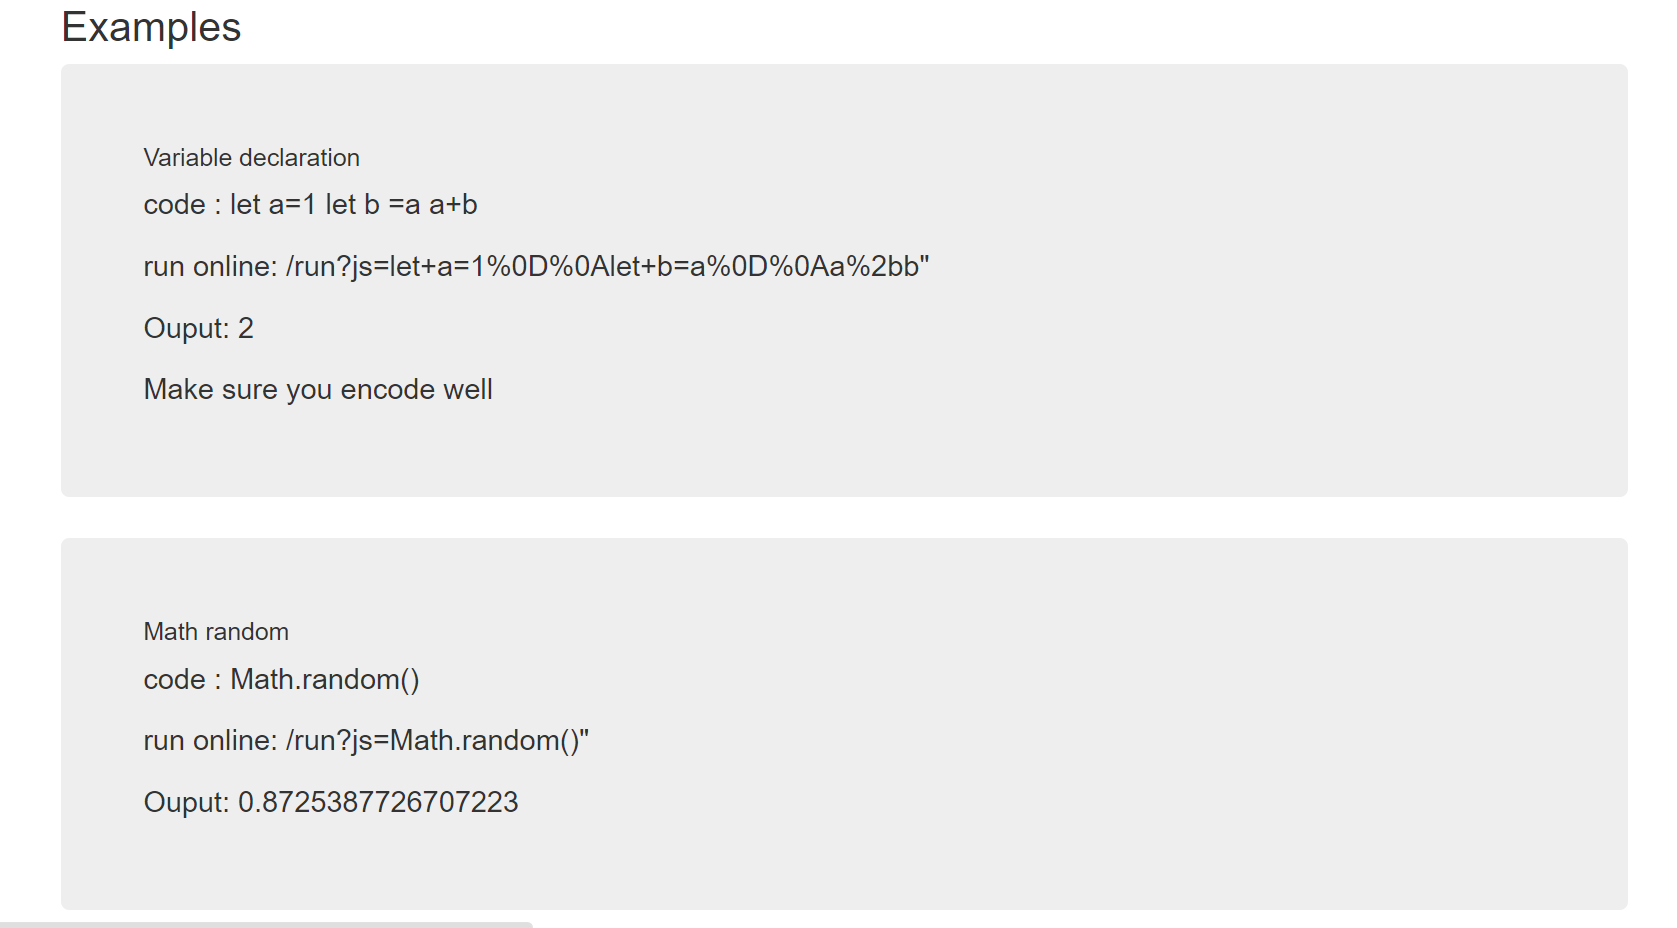 Examples
Variable declaration
code : let a=1 let b =a a+b
run online: /run?js=let+a=1%0D%0Alet+b=a%0D%0Aa%2bb"
Ouput: 2
Make sure you encode well
Math random
code : Math.random()
run online: /run?js=Math.random()"
Ouput: 0.8725387726707223